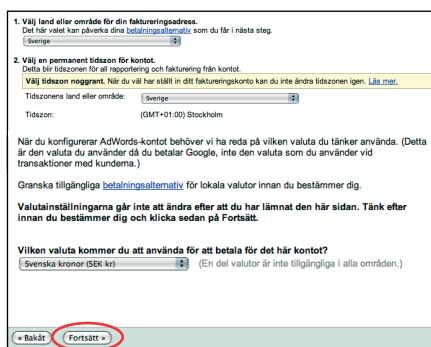 1. Välj land eller område för din faktureringsadress.
Det här valet kan påverka dina betalningsalternativ som du får i nästa steg.
Sverige
2. Välj en permanent tidszon för kontot.
Detta blir tidszonen för all rapportering och fakturering från kontot.
Välj tidszon noggrant. När du väl har ställt in ditt faktureringskonto kan du inte ändra tidszonen igen. Läs mer.
Tidszonens land eller område: Sverige
Tidszon: (GMT+01:00) Stockholm
När du konfigurerar AdWords-kontot behöver vi ha reda på vilken valuta du tänker använda. (Detta
är den valuta du använder då du betalar Google, inte den valuta som du använder vid
transaktioner med kunderna.)
Granska tillgängliga betalningsalternativ för lokala valutor innan du bestämmer dig.
Valutainställningarna går inte att ändra efter att du har lämnat den här sidan. Tänk efter
innan du bestämmer dig och klicka sedan på Fortsätt.
Vilken valuta kommer du att använda för att betala för det här kontot?
Svenska kronor (SEK kr) (En del valutor är inte tillgängliga i alla områden.)
« Bakåt Fortsätt »